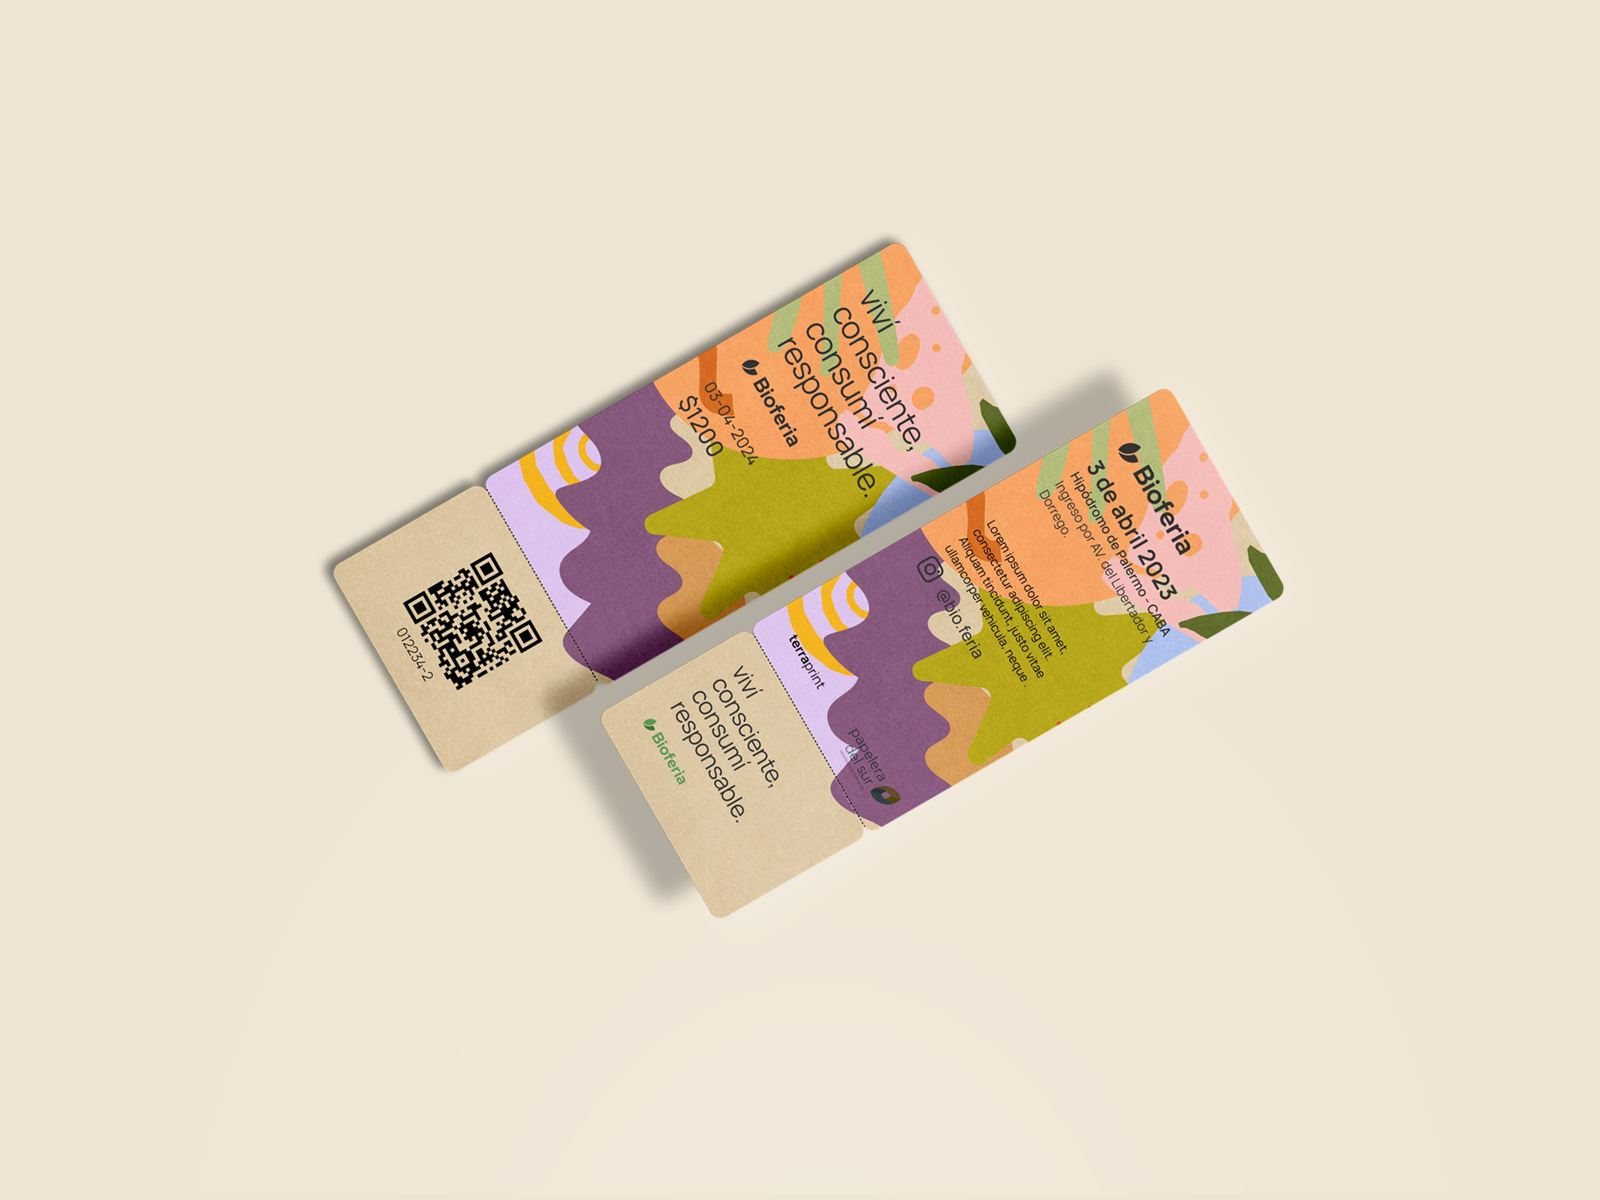 viví
consciente,
consumí
responsable.
Bioferia
03-04-2024
$1200
012234-2
Bioferia
3 de abril 2023
Hipódromo de Palermo - CABA
Ingreso por AV del Libertador y
Dorrego.
Lorem ipsum dolor sit amet,
consectetur adipiscing elit.
Aliquam tincidunt, justo vitae
ullamcorper vehicula, neque .
@bio.feria
terraprint
papelera
del sur
viví
consciente,
consumí
responsable.
Bioferia